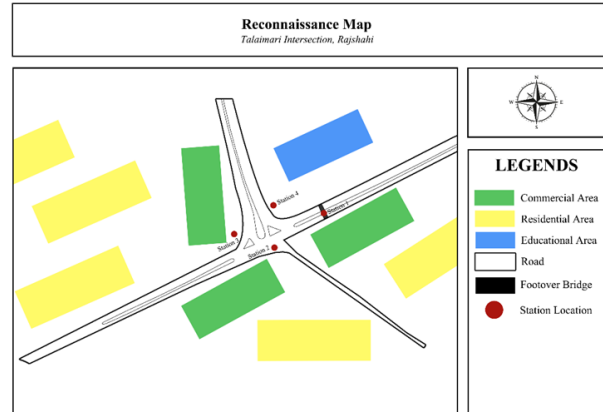 Reconnaissance Map
Talaimari Intersection, Rajshahi
N
W E
S
Station 4
Station 1
Station
Station 2
LEGENDS
Commercial Area
Residential Area
Educational Area
Road
Footover Bridge
Station Location